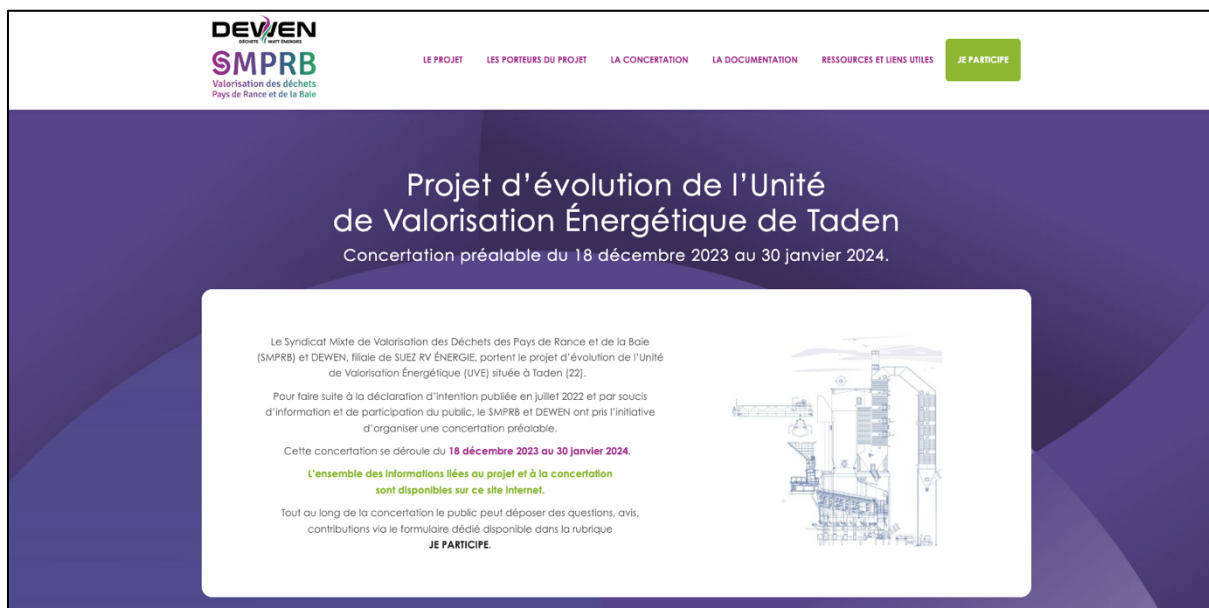 DEWEN
DÉCHETS WATT ÉNERGIES
SMPRB
Valorisation des déchets
Pays de Rance et de la Baie
LE PROJET LES PORTEURS DU PROJET LA CONCERTATION LA DOCUMENTATION RESSOURCES ET LIENS UTILES JE PARTICIPE
Projet d'évolution de l'Unité
de Valorisation Énergétique de Taden
Concertation préalable du 18 décembre 2023 au 30 janvier 2024.
Le Syndicat Mixte de Valorisation des Déchets des Pays de Rance et de la Baie
(SMPRB) et DEWEN, filiale de SUEZ RV ÉNERGIE, portent le projet d'évolution de l'Unité
de Valorisation Énergétique (UVE) située à Taden (22).
Pour faire suite à la déclaration d'intention publiée en juillet 2022 et par soucis
d'information et de participation du public, le SMPRB et DEWEN ont pris l'initiative
d'organiser une concertation préalable.
Cette concertation se déroule du 18 décembre 2023 au 30 janvier 2024.
L'ensemble des informations liées au projet et à la concertation
sont disponibles sur ce site internet.
Tout au long de la concertation le public peut déposer des questions, avis,
contributions via le formulaire dédié disponible dans la rubrique
JE PARTICIPE.